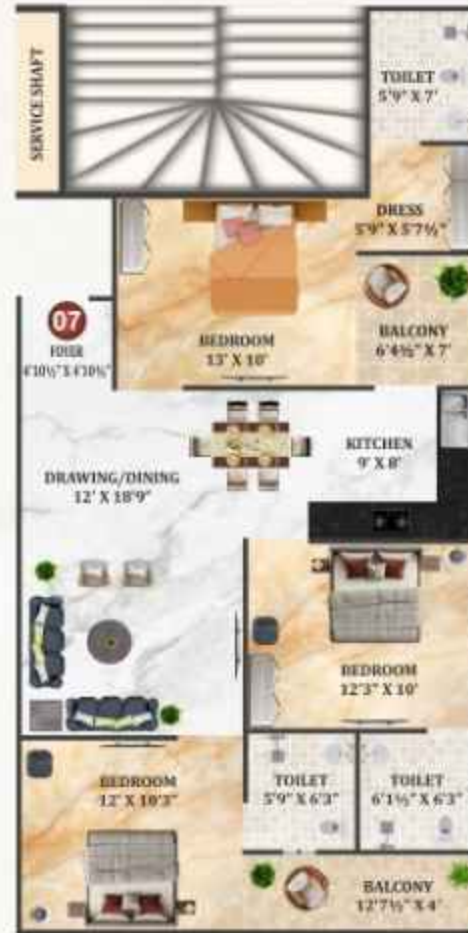 SERVICE SHAFT
TOILET
5'9" X 7'
DRESS
5'9" X 5'7½"
07
FOYER
4'10½" X 4'10½"
BEDROOM
13' X 10'
BALCONY
6'4½" X 7'
DRAWING/DINING
12' X 18'9"
KITCHEN
9' X 8'
BEDROOM
12'3" X 10'
BEDROOM
12' X 10'3"
TOILET
5'9" X 6'3"
TOILET
6'1½" X 6'3"
BALCONY
12'7½" X 4'